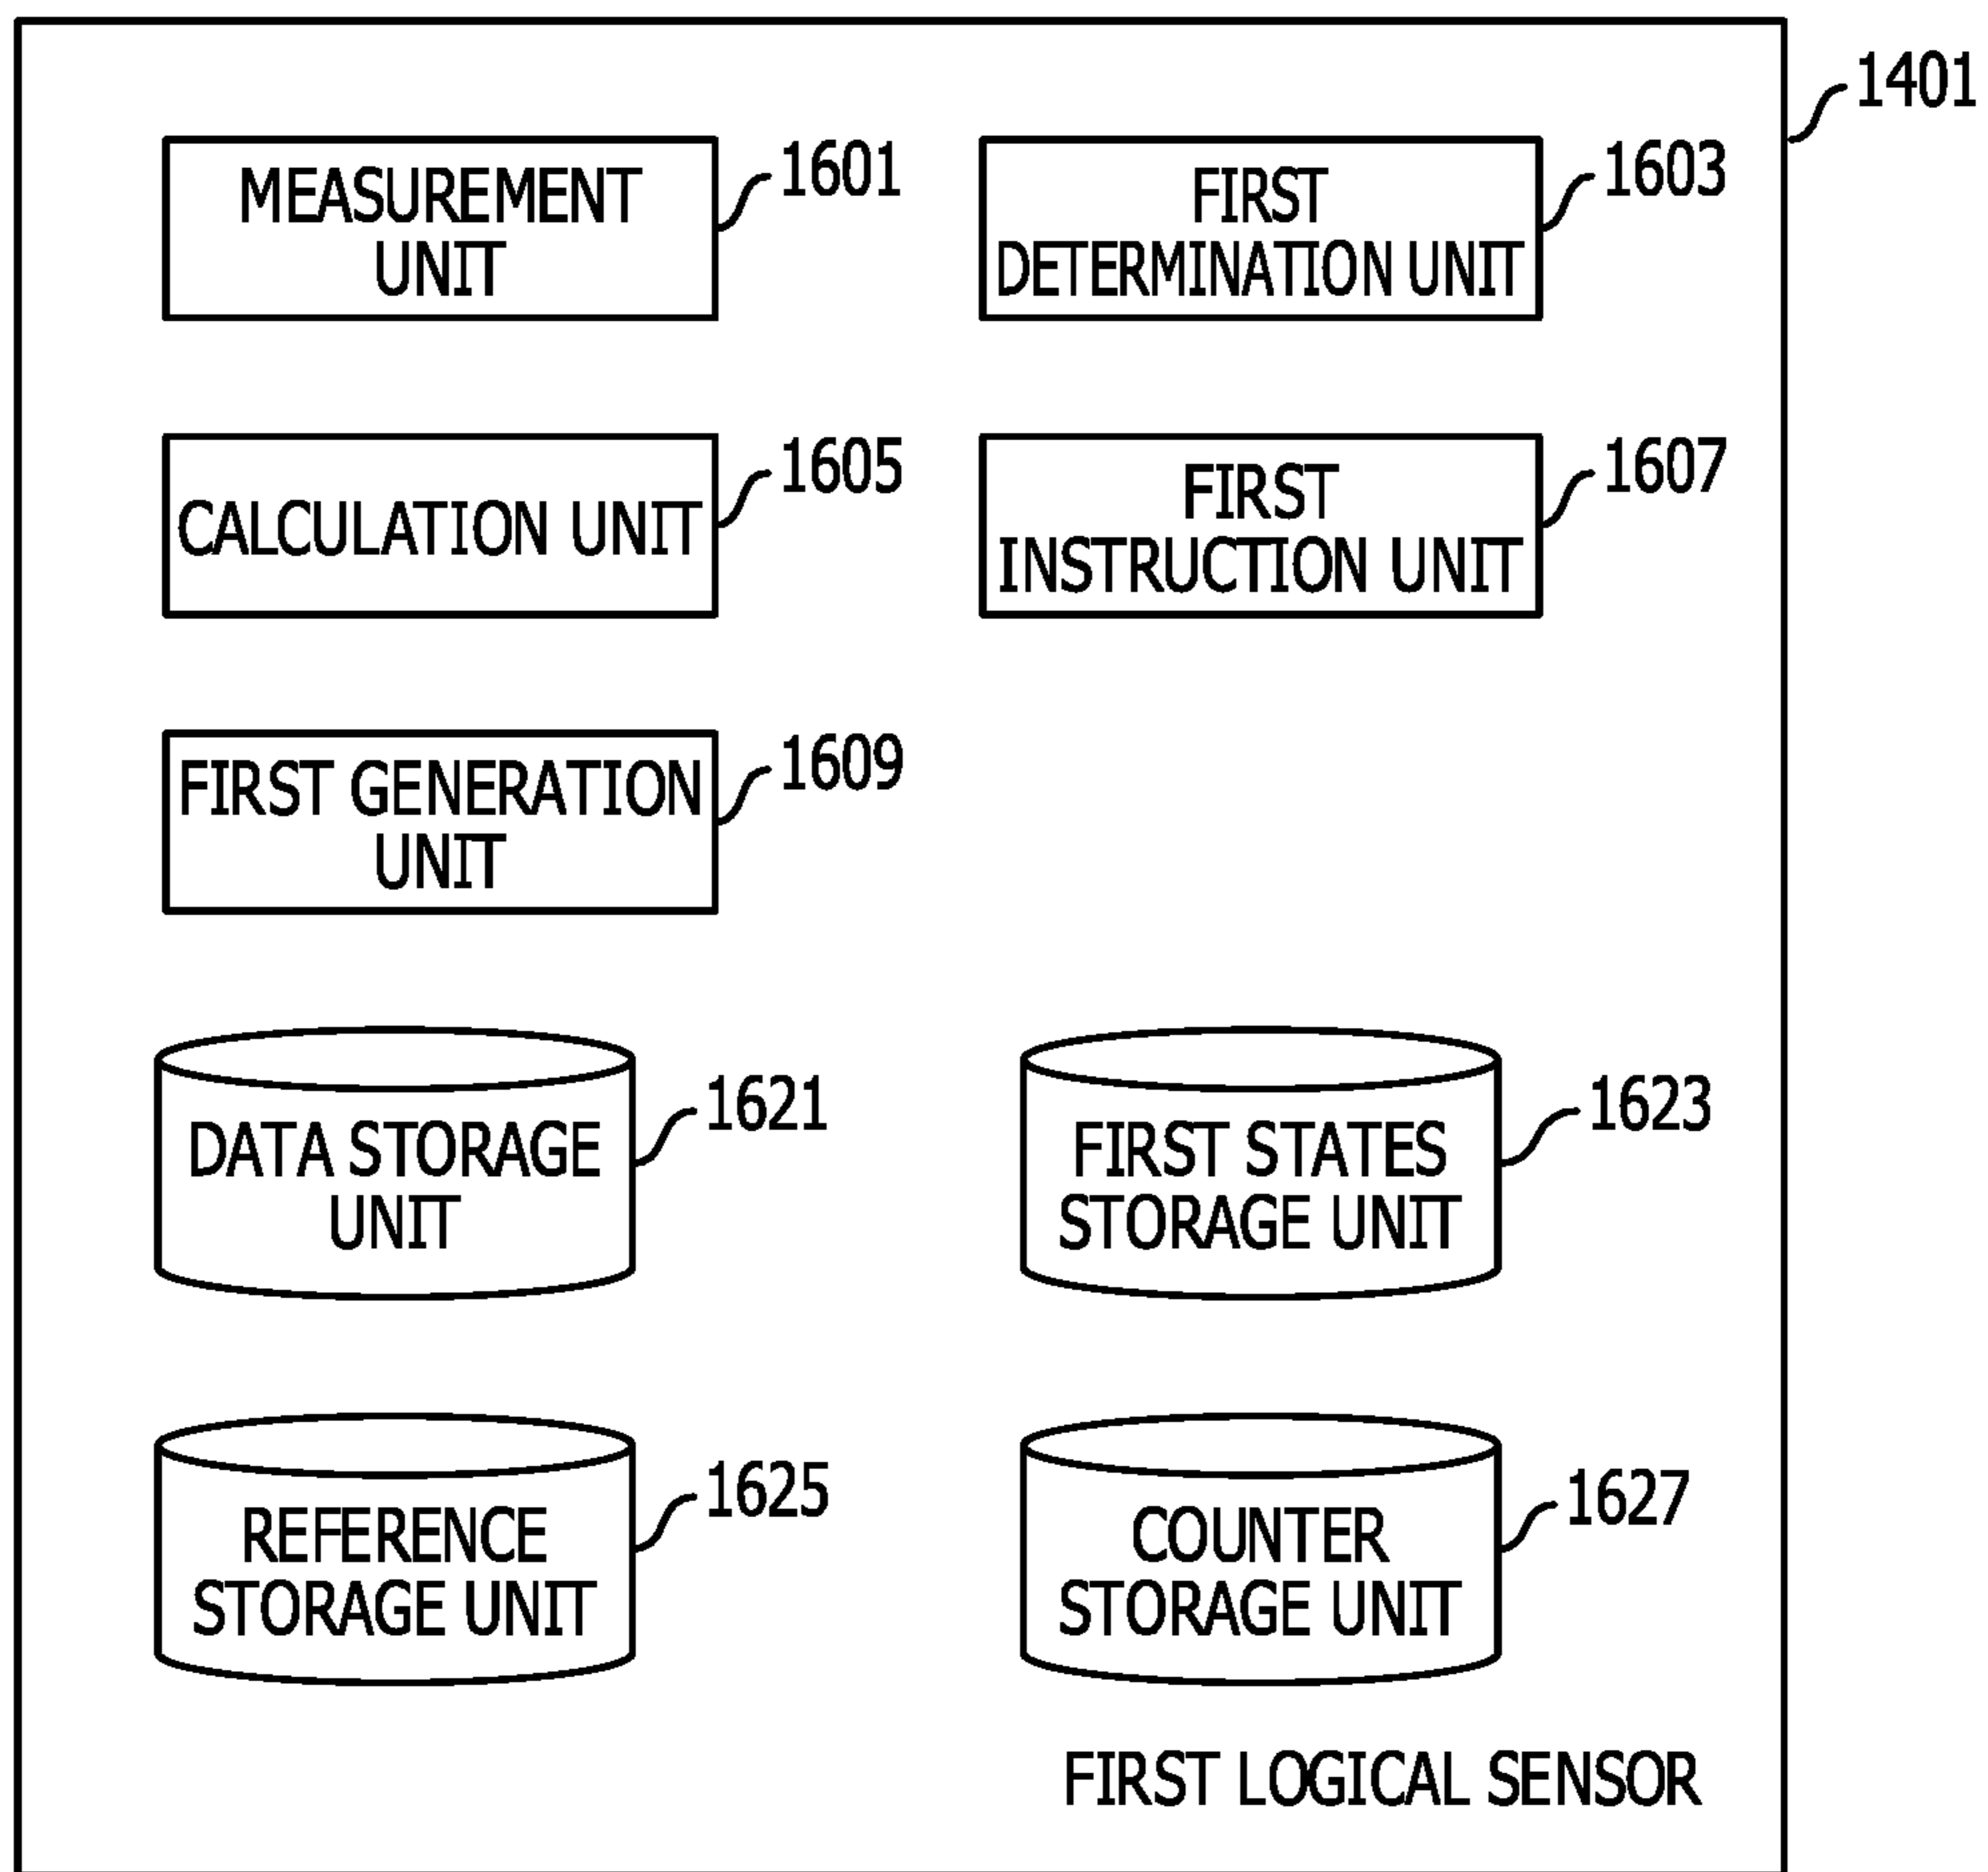 1401
MEASUREMENT
UNIT
1601
FIRST
DETERMINATION UNIT
1603
CALCULATION UNIT
1605
FIRST
INSTRUCTION UNIT
1607
FIRST GENERATION
UNIT
1609
DATA STORAGE
UNIT
1621
FIRST STATES
STORAGE UNIT
1623
REFERENCE
STORAGE UNIT
1625
COUNTER
STORAGE UNIT
1627
FIRST LOGICAL SENSOR